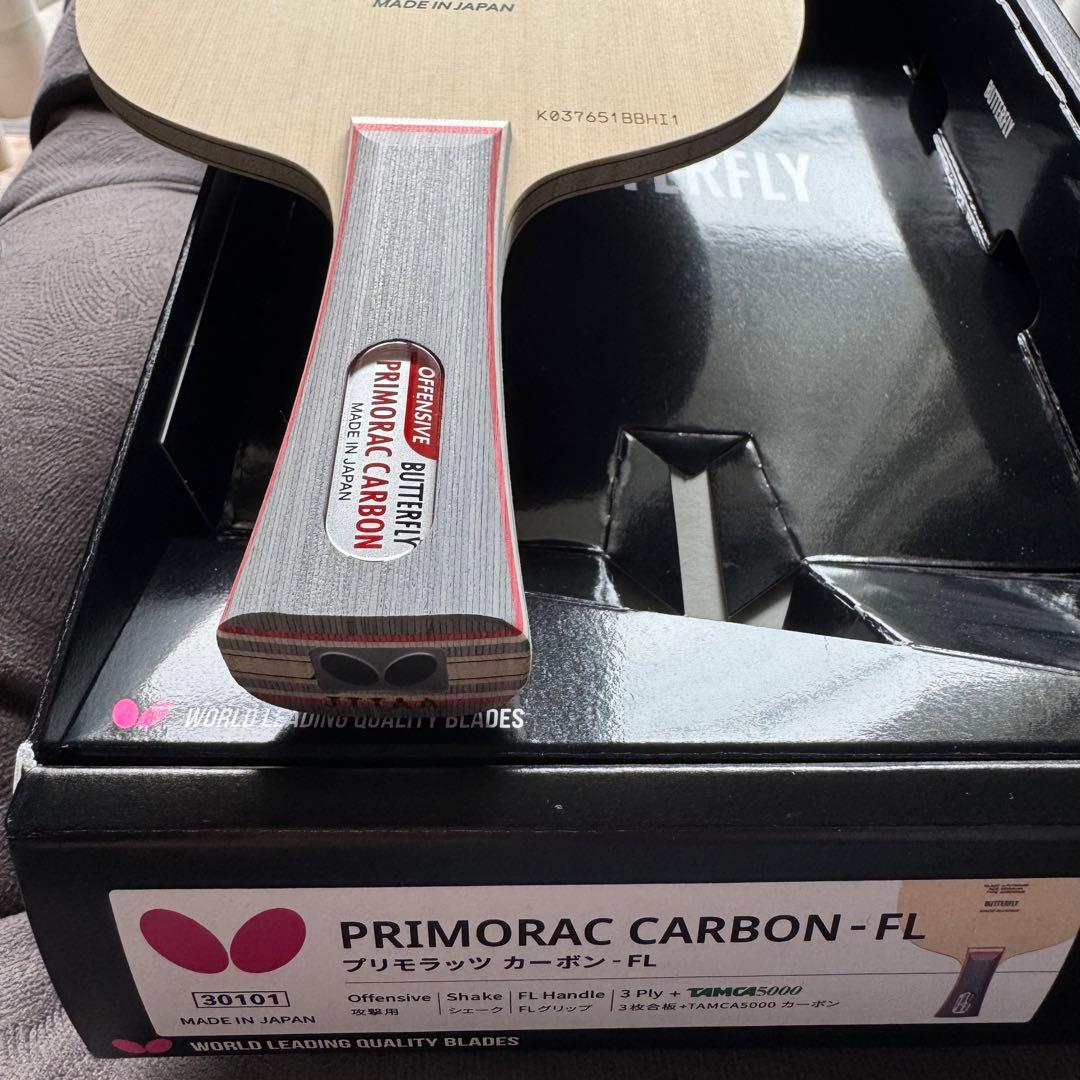 MADE IN JAPAN
K037651BBHI1
BUTTERFLY
TERFLY
OFFENSIVE
BUTTERFLY
PRIMORAC CARBON
MADE IN JAPAN
WORLD LEADING QUALITY BLADES
PRIMORAC CARBON-FL
プリモラッツ カーボン-FL
30101
MADE IN JAPAN
Offensive | Shake | FL Handle | 3 Ply + TAMCA5000
攻撃用 シェーク FLグリップ 3枚合板+TAMCA5000 カーボン
BUTTERFLY
WORLD LEADING QUALITY BLADES